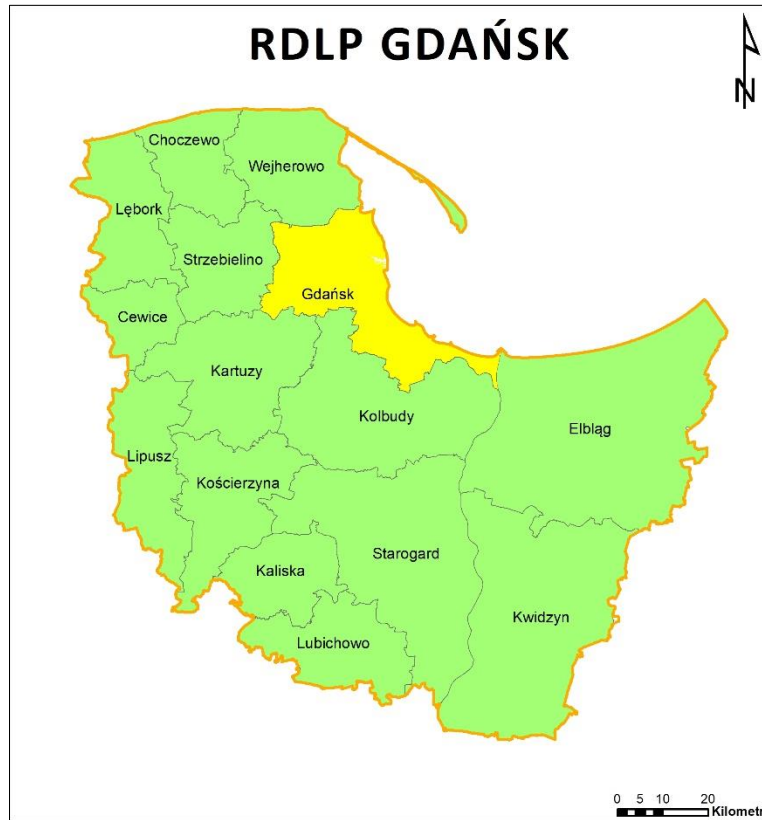 RDLP GDAŃSK
N
Choczewo
Wejherowo
Lębork
Strzebielino
Gdańsk
Cewice
Kartuzy
Kolbudy
Elbląg
Lipusz
Kościerzyna
Starogard
Kaliska
Kwidzyn
Lubichowo
0 5 10 20
Kilometr